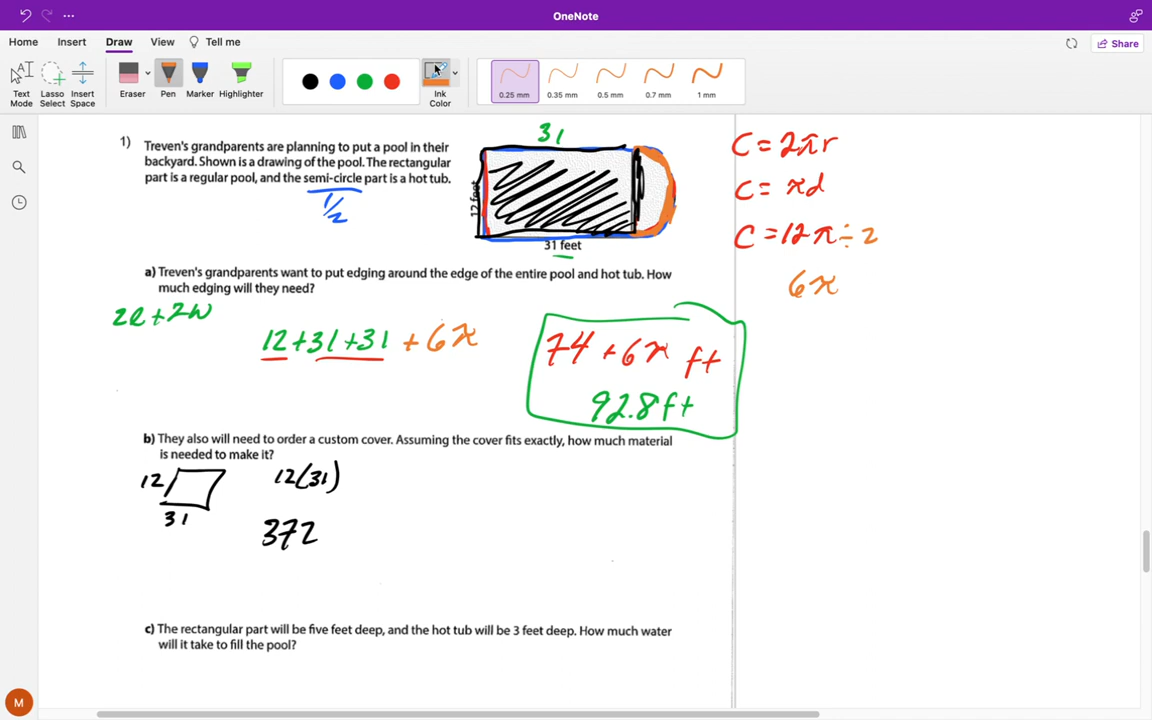 OneNote
Home Insert Draw View Tell me
Share
Text Mode
Lasso Select
Insert Space
Eraser
Pen
Marker
Highlighter
Ink Color
0.25 mm
0.35 mm
0.5 mm
0.7 mm
1 mm
1) Treven's grandparents are planning to put a pool in their
backyard. Shown is a drawing of the pool. The rectangular
part is a regular pool, and the semi-circle part is a hot tub.
1/2
31
12 feet
31 feet
C = 2πr
C = πd
C = 12π ÷ 2
6π
a) Treven's grandparents want to put edging around the edge of the entire pool and hot tub. How
much edging will they need?
2l + 2w
12 + 31 + 31 + 6π
74 + 6π ft
92.8 ft
b) They also will need to order a custom cover. Assuming the cover fits exactly, how much material
is needed to make it?
12
31
12(31)
372
c) The rectangular part will be five feet deep, and the hot tub will be 3 feet deep. How much water
will it take to fill the pool?
M